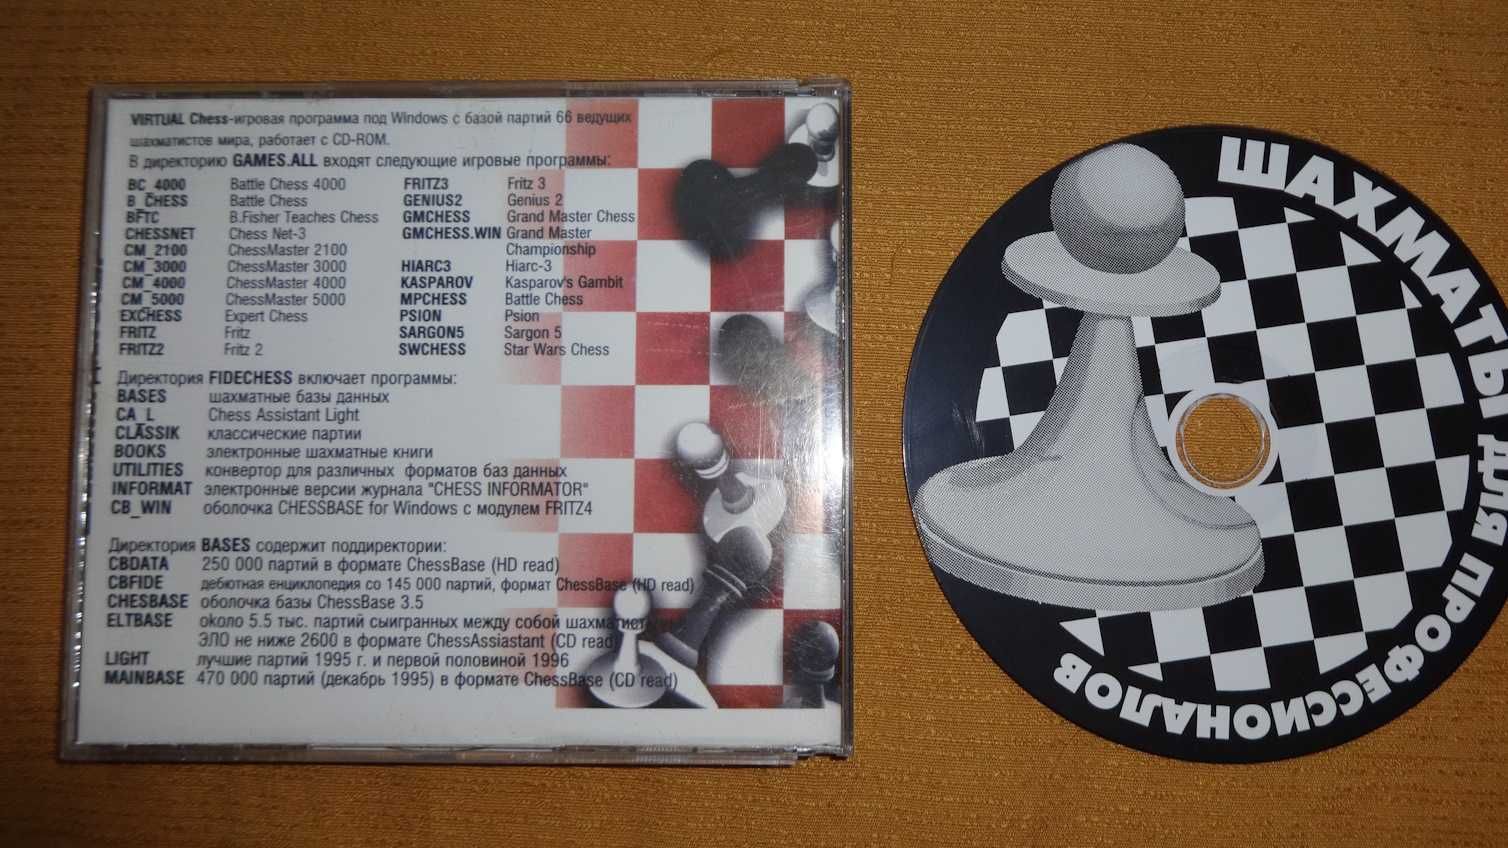 VIRTUAL Chess-игровая программа под Windows с базой партий 66 ведущих
шахматистов мира, работает с CD-ROM.
В директорию GAMES.ALL входят следующие игровые программы:
BC_4000 Battle Chess 4000 FRITZ3 Fritz 3
B_CHESS Battle Chess GENIUS2 Genius 2
BFTC B.Fisher Teaches Chess GMCHESS Grand Master Chess
CHESSNET Chess Net-3 GMCHESS.WIN Grand Master
CM_2100 ChessMaster 2100 Championship
CM_3000 ChessMaster 3000 HIARC3 Hiarc-3
CM_4000 ChessMaster 4000 KASPAROV Kasparov's Gambit
CM_5000 ChessMaster 5000 MPCHESS Battle Chess
EXCHESS Expert Chess PSION Psion
FRITZ Fritz SARGON5 Sargon 5
FRITZ2 Fritz 2 SWCHESS Star Wars Chess
Директория FIDECHESS включает программы:
BASES шахматные базы данных
CA_L Chess Assistant Light
CLASSIK классические партии
BOOKS электронные шахматные книги
UTILITIES конвертор для различных форматов баз данных
INFORMAT электронные версии журнала "CHESS INFORMATOR"
CB_WIN оболочка CHESSBASE for Windows с модулем FRITZ4
Директория BASES содержит поддиректории:
CBDATA 250 000 партий в формате ChessBase (HD read)
CBFIDE дебютная енциклопедия со 145 000 партий, формат ChessBase (HD read)
CHESBASE оболочка базы ChessBase 3.5
ELTBASE около 5.5 тыс. партий сыигранных между собой
ЭЛО не ниже 2600 в формате ChessAssiastant (CD read)
LIGHT лучшие партий 1995 г. и первой половиной 1996
MAINBASE 470 000 партий (декабрь 1995) в формате ChessBase (CD read)
ШАХМАТЫ ДЛЯ ПРОФЕССИОНАЛОВ